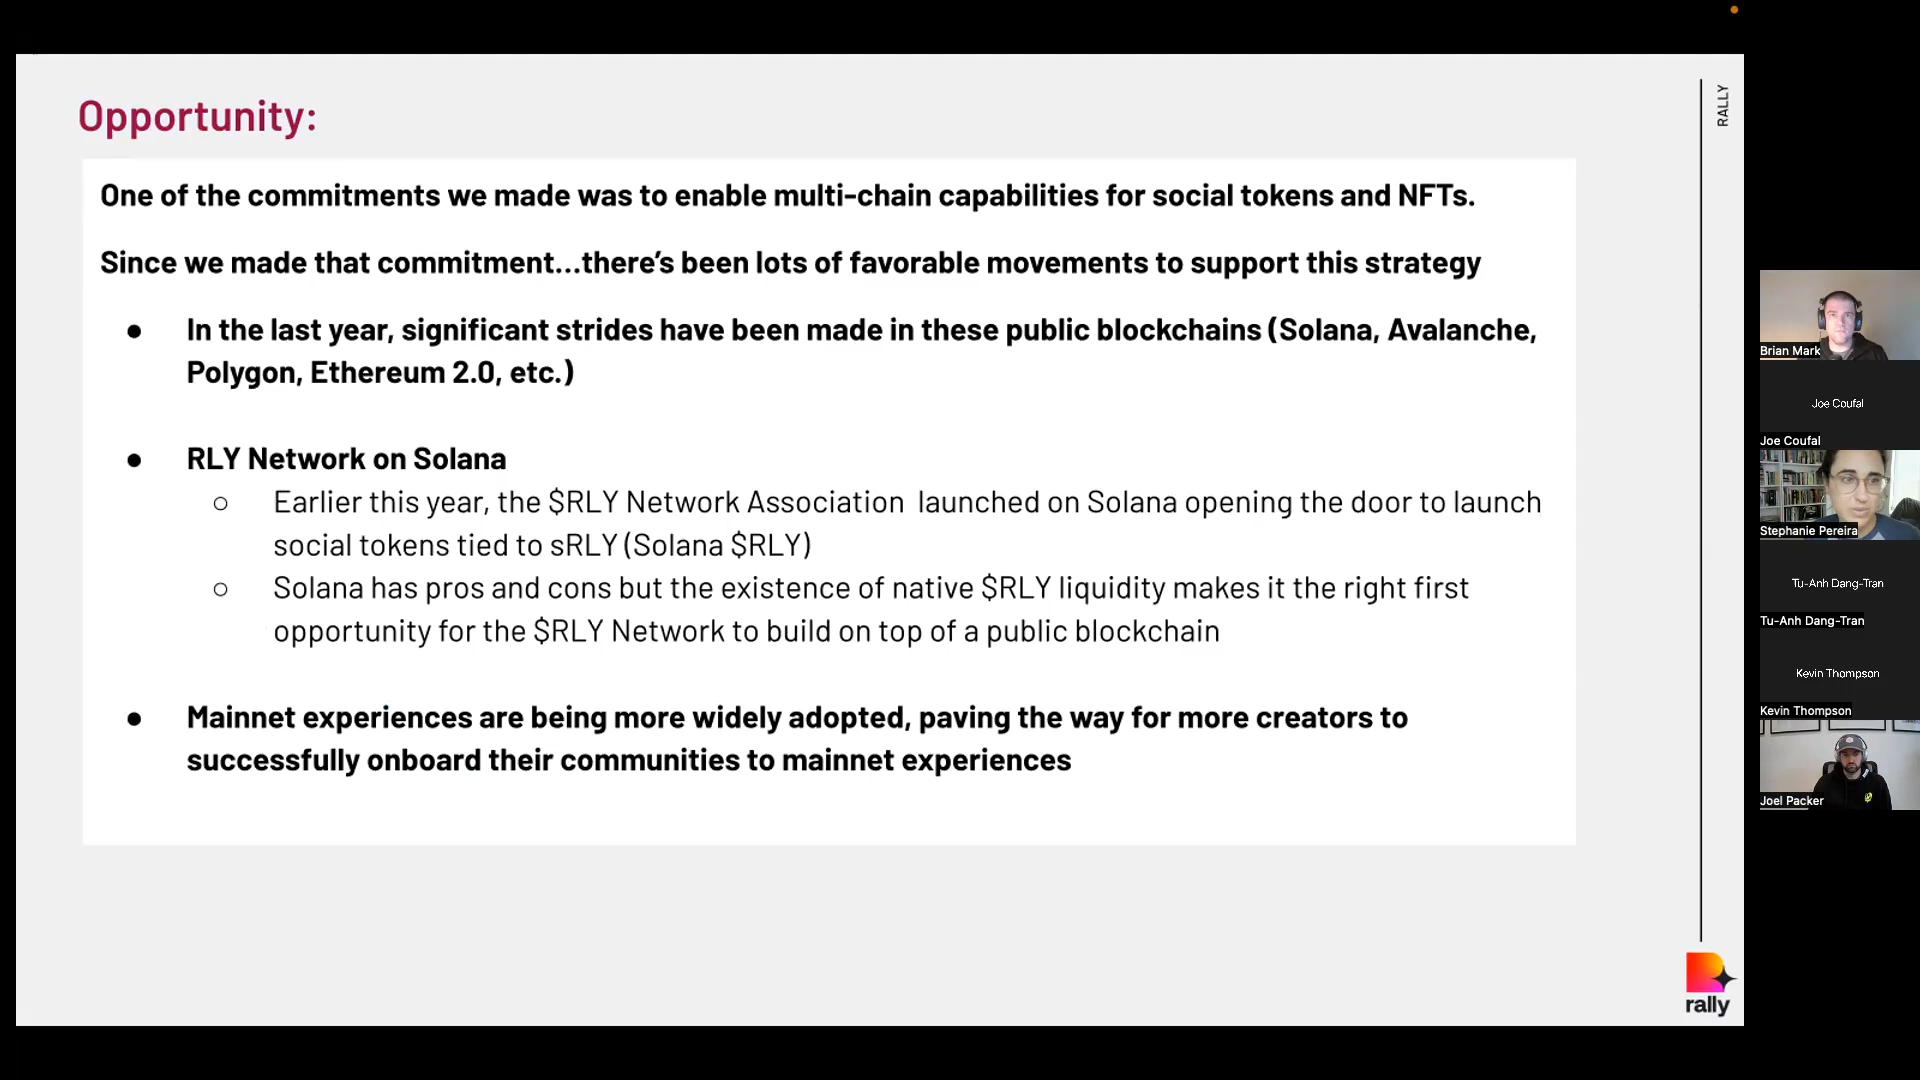 Opportunity:
One of the commitments we made was to enable multi-chain capabilities for social tokens and NFTs.
Since we made that commitment...there's been lots of favorable movements to support this strategy
● In the last year, significant strides have been made in these public blockchains (Solana, Avalanche,
Polygon, Ethereum 2.0, etc.)
● RLY Network on Solana
○ Earlier this year, the $RLY Network Association launched on Solana opening the door to launch
social tokens tied to sRLY (Solana $RLY)
○ Solana has pros and cons but the existence of native $RLY liquidity makes it the right first
opportunity for the $RLY Network to build on top of a public blockchain
● Mainnet experiences are being more widely adopted, paving the way for more creators to
successfully onboard their communities to mainnet experiences
RALLY
rally
Brian Mark
Joe Coufal
Joe Coufal
Stephanie Pereira
Tu-Anh Dang-Tran
Tu-Anh Dang-Tran
Kevin Thompson
Kevin Thompson
Joel Packer